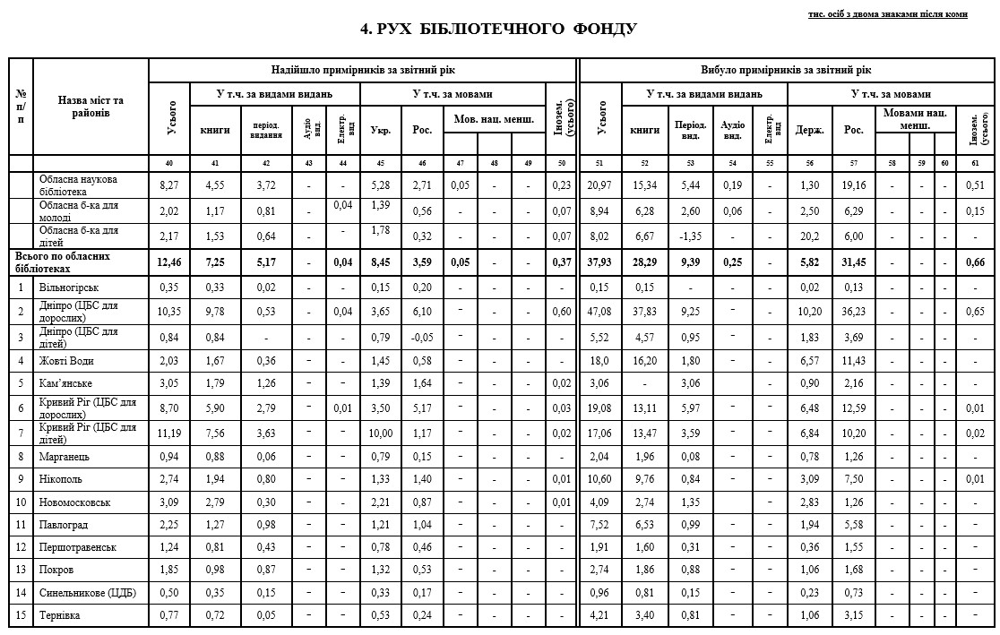 тис. осіб з двома знаками після коми
4. РУХ БІБЛІОТЕЧНОГО ФОНДУ
№ п/п Назва міст та районів Надійшло примірників за звітний рік Вибуло примірників за звітний рік
Усього У т.ч. за видами видань У т.ч. за мовами Інозем. (усього) Усього У т.ч. за видами видань У т.ч. за мовами Інозем. (усього)
книги період. видання Аудіо вид. Електр. вид Укр. Рос. Мов. нац. менш. книги Період. вид. Аудто вид. Електр. вид Держ. Рос. Мовами нац. менш.
40 41 42 43 44 45 46 47 48 49 50 51 52 53 54 55 56 57 58 59 60 61
Обласна наукова бібліотека 8,27 4,55 3,72 - - 5,28 2,71 0,05 - - 0,23 20,97 15,34 5,44 0,19 - 1,30 19,16 - - - 0,51
Обласна б-ка для молоді 2,02 1,17 0,81 - 0,04 1,39 0,56 - - - 0,07 8,94 6,28 2,60 0,06 - 2,50 6,29 - - - 0,15
Обласна б-ка для дітей 2,17 1,53 0,64 - - 1,78 0,32 - - - 0,07 8,02 6,67 -1,35 - - 20,2 6,00 - - - -
Всього по обласних бібліотеках 12,46 7,25 5,17 - 0,04 8,45 3,59 0,05 - - 0,37 37,93 28,29 9,39 0,25 - 5,82 31,45 - - - 0,66
1 Вільногірськ 0,35 0,33 0,02 - - 0,15 0,20 - - - - 0,15 0,15 - - - 0,02 0,13 - - - -
2 Дніпро (ЦБС для дорослих) 10,35 9,78 0,53 - 0,04 3,65 6,10 - - - 0,60 47,08 37,83 9,25 - - 10,20 36,23 - - - 0,65
3 Дніпро (ЦБС для дітей) 0,84 0,84 - - - 0,79 -0,05 - - - - 5,52 4,57 0,95 - - 1,83 3,69 - - - -
4 Жовті Води 2,03 1,67 0,36 - - 1,45 0,58 - - - - 18,0 16,20 1,80 - - 6,57 11,43 - - - -
5 Кам’янське 3,05 1,79 1,26 - - 1,39 1,64 - - - 0,02 3,06 - 3,06 - - 0,90 2,16 - - - -
6 Кривий Ріг (ЦБС для дорослих) 8,70 5,90 2,79 - 0,01 3,50 5,17 - - - 0,03 19,08 13,11 5,97 - - 6,48 12,59 - - - 0,01
7 Кривий Ріг (ЦБС для дітей) 11,19 7,56 3,63 - - 10,00 1,17 - - - 0,02 17,06 13,47 3,59 - - 6,84 10,20 - - - 0,02
8 Марганець 0,94 0,88 0,06 - - 0,79 0,15 - - - - 2,04 1,96 0,08 - - 0,78 1,26 - - - -
9 Нікополь 2,74 1,94 0,80 - - 1,33 1,40 - - - 0,01 10,60 9,76 0,84 - - 3,09 7,50 - - - 0,01
10 Новомосковськ 3,09 2,79 0,30 - - 2,21 0,87 - - - 0,01 4,09 2,74 1,35 - 2,83 1,26 - - - -
11 Павлоград 2,25 1,27 0,98 - - 1,21 1,04 - - - - 7,52 6,53 0,99 - - 1,94 5,58 - - - -
12 Першотравенськ 1,24 0,81 0,43 - - 0,78 0,46 - - - - 1,91 1,60 0,31 - - 0,36 1,55 - - - -
13 Покров 1,85 0,98 0,87 - - 1,32 0,53 - - - - 2,74 1,86 0,88 - - 1,06 1,68 - - - -
14 Синельникове (ЦДБ) 0,50 0,35 0,15 - - 0,33 0,17 - - - - 0,96 0,81 0,15 - - 0,23 0,73 - - - -
15 Тернівка 0,77 0,72 0,05 - - 0,53 0,24 - - - - 4,21 3,40 0,81 - - 1,06 3,15 - - - -